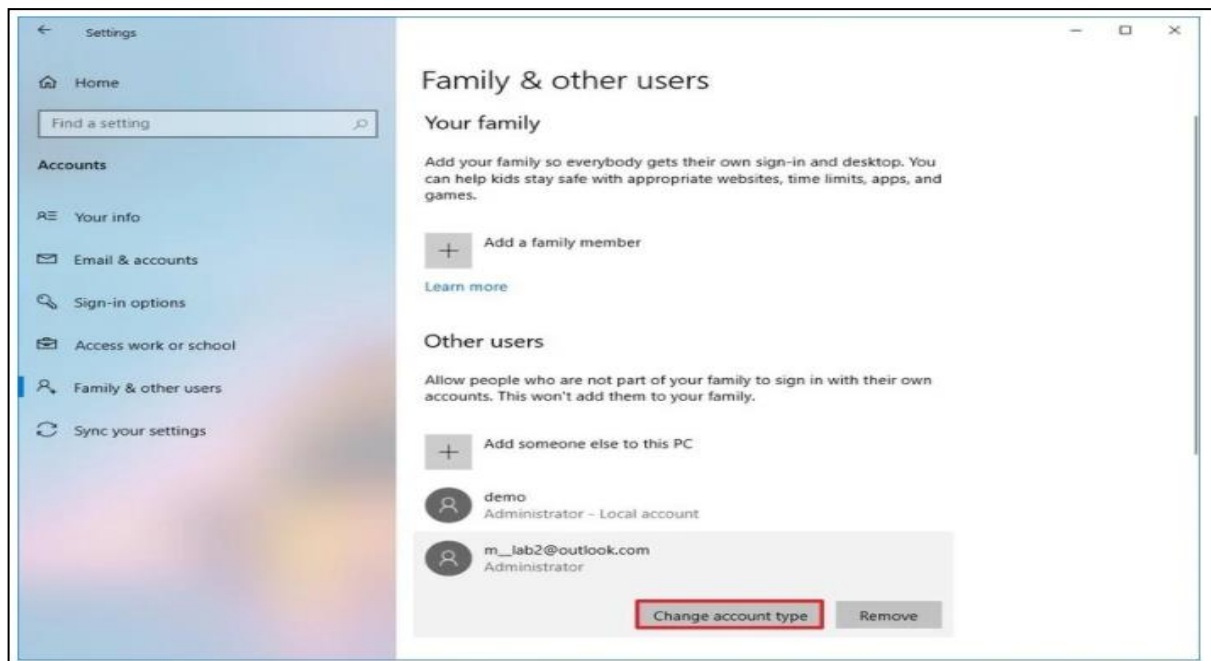 Settings
Home
Find a setting
Accounts
Your info
Email & accounts
Sign-in options
Access work or school
Family & other users
Sync your settings
Family & other users
Your family
Add your family so everybody gets their own sign-in and desktop. You
can help kids stay safe with appropriate websites, time limits, apps, and
games.
Add a family member
Learn more
Other users
Allow people who are not part of your family to sign in with their own
accounts. This won't add them to your family.
Add someone else to this PC
demo
Administrator - Local account
m__lab2@outlook.com
Administrator
Change account type
Remove